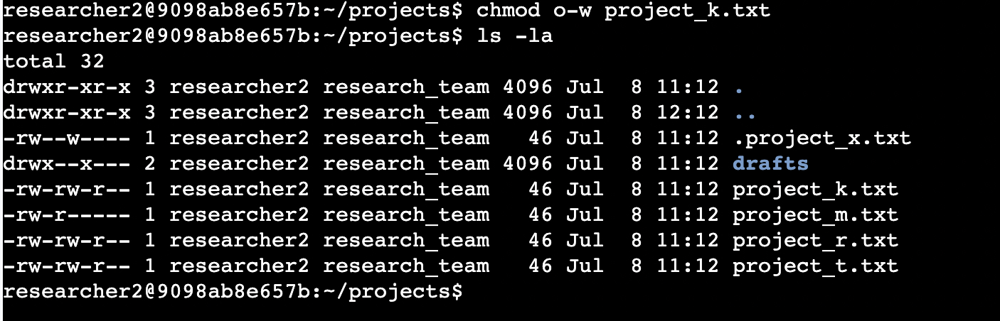 researcher2@9098ab8e657b:~/projects$ chmod o-w project_k.txt
researcher2@9098ab8e657b:~/projects$ ls -la
total 32
drwxr-xr-x 3 researcher2 research_team 4096 Jul  8 11:12 .
drwxr-xr-x 3 researcher2 research_team 4096 Jul  8 12:12 ..
-rw--w---- 1 researcher2 research_team   46 Jul  8 11:12 .project_x.txt
drwx--x--- 2 researcher2 research_team 4096 Jul  8 11:12 drafts
-rw-rw-r-- 1 researcher2 research_team   46 Jul  8 11:12 project_k.txt
-rw-r----- 1 researcher2 research_team   46 Jul  8 11:12 project_m.txt
-rw-rw-r-- 1 researcher2 research_team   46 Jul  8 11:12 project_r.txt
-rw-rw-r-- 1 researcher2 research_team   46 Jul  8 11:12 project_t.txt
researcher2@9098ab8e657b:~/projects$